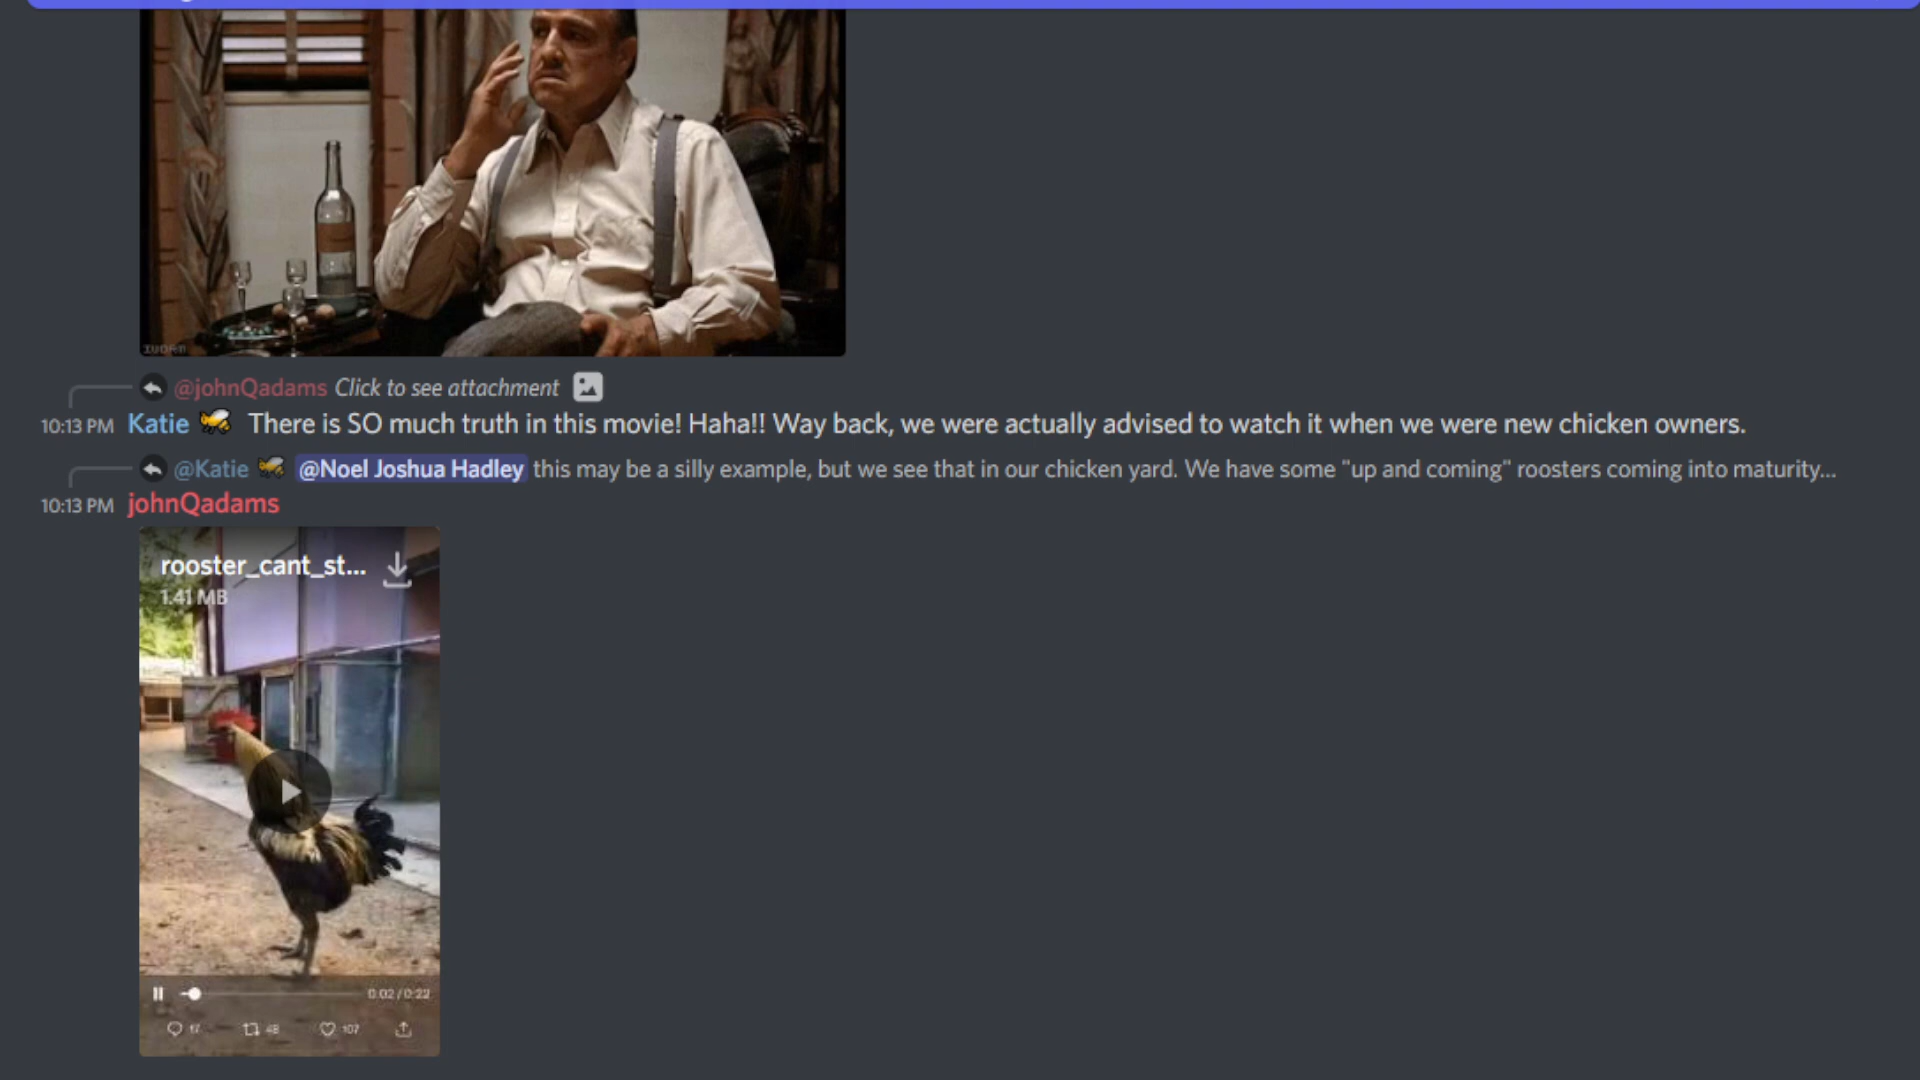 @johnQadams Click to see attachment
10:13 PM Katie There is SO much truth in this movie! Haha!! Way back, we were actually advised to watch it when we were new chicken owners.
@Katie @Noel Joshua Hadley this may be a silly example, but we see that in our chicken yard. We have some "up and coming" roosters coming into maturity...
10:13 PM johnQadams
rooster_cant_st...
1.41 MB
0:02 / 0:22
17 48 107